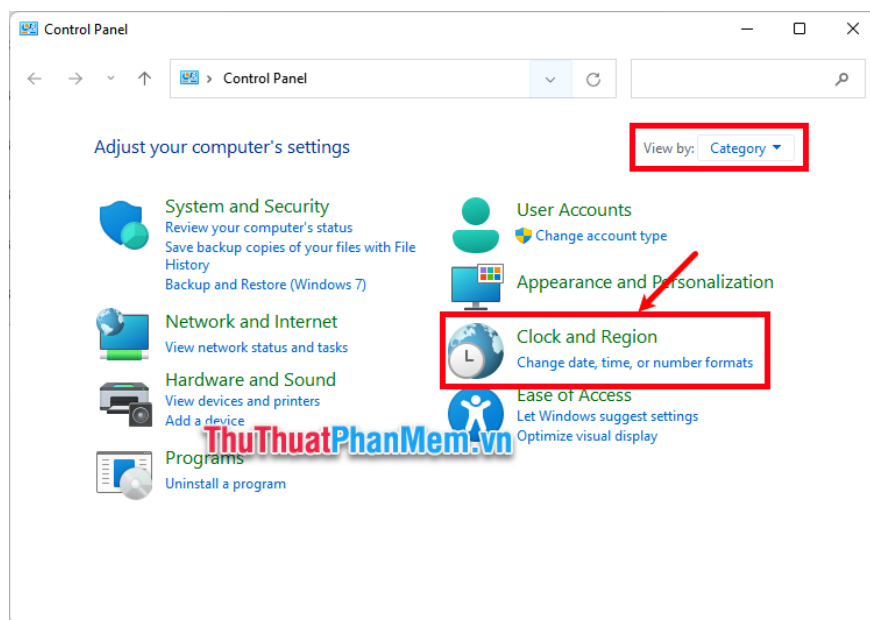 Control Panel
Control Panel
Adjust your computer's settings
View by: Category
System and Security
Review your computer's status
Save backup copies of your files with File
History
Backup and Restore (Windows 7)
Network and Internet
View network status and tasks
Hardware and Sound
View devices and printers
Add a device
Programs
Uninstall a program
User Accounts
Change account type
Appearance and Personalization
Clock and Region
Change date, time, or number formats
Ease of Access
Let Windows suggest settings
Optimize visual display
ThuThuatPhanMem.vn